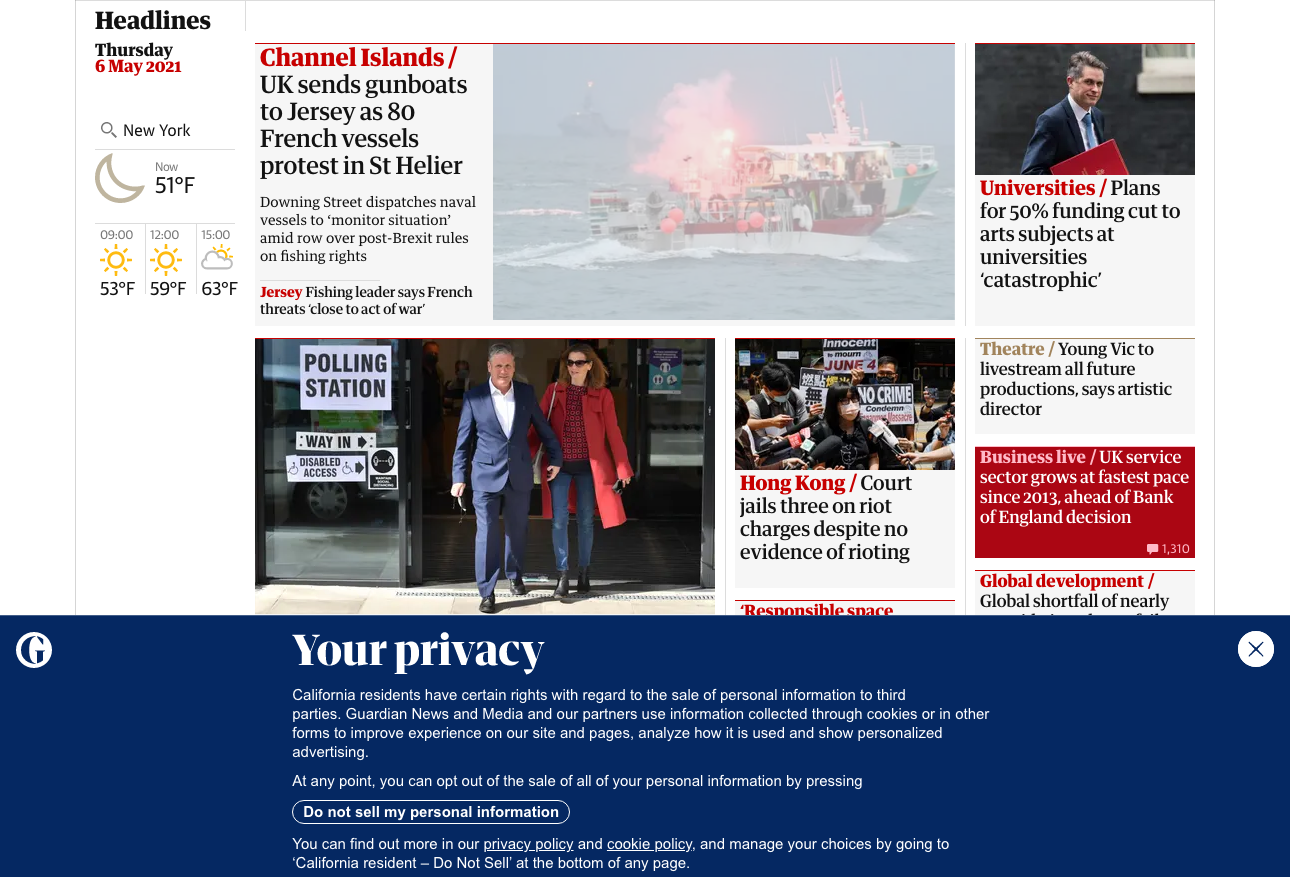 Headlines
Thursday
6 May 2021
New York
Now
51°F
09:00
53°F
12:00
59°F
15:00
63°F
Channel Islands /
UK sends gunboats
to Jersey as 80
French vessels
protest in St Helier
Downing Street dispatches naval
vessels to ‘monitor situation’
amid row over post-Brexit rules
on fishing rights
Jersey Fishing leader says French
threats ‘close to act of war’
Universities / Plans
for 50% funding cut to
arts subjects at
universities
‘catastrophic’
POLLING
STATION
WAY IN
DISABLED
ACCESS
Innocent
to mourn
JUNE 4
NO CRIME
Condemn
Hong Kong / Court
jails three on riot
charges despite no
evidence of rioting
‘Responsible space
Theatre / Young Vic to
livestream all future
productions, says artistic
director
Business live / UK service
sector grows at fastest pace
since 2013, ahead of Bank
of England decision
1,310
Global development /
Global shortfall of nearly
Your privacy
California residents have certain rights with regard to the sale of personal information to third
parties. Guardian News and Media and our partners use information collected through cookies or in other
forms to improve experience on our site and pages, analyze how it is used and show personalized
advertising.
At any point, you can opt out of the sale of all of your personal information by pressing
Do not sell my personal information
You can find out more in our privacy policy and cookie policy, and manage your choices by going to
‘California resident – Do Not Sell’ at the bottom of any page.